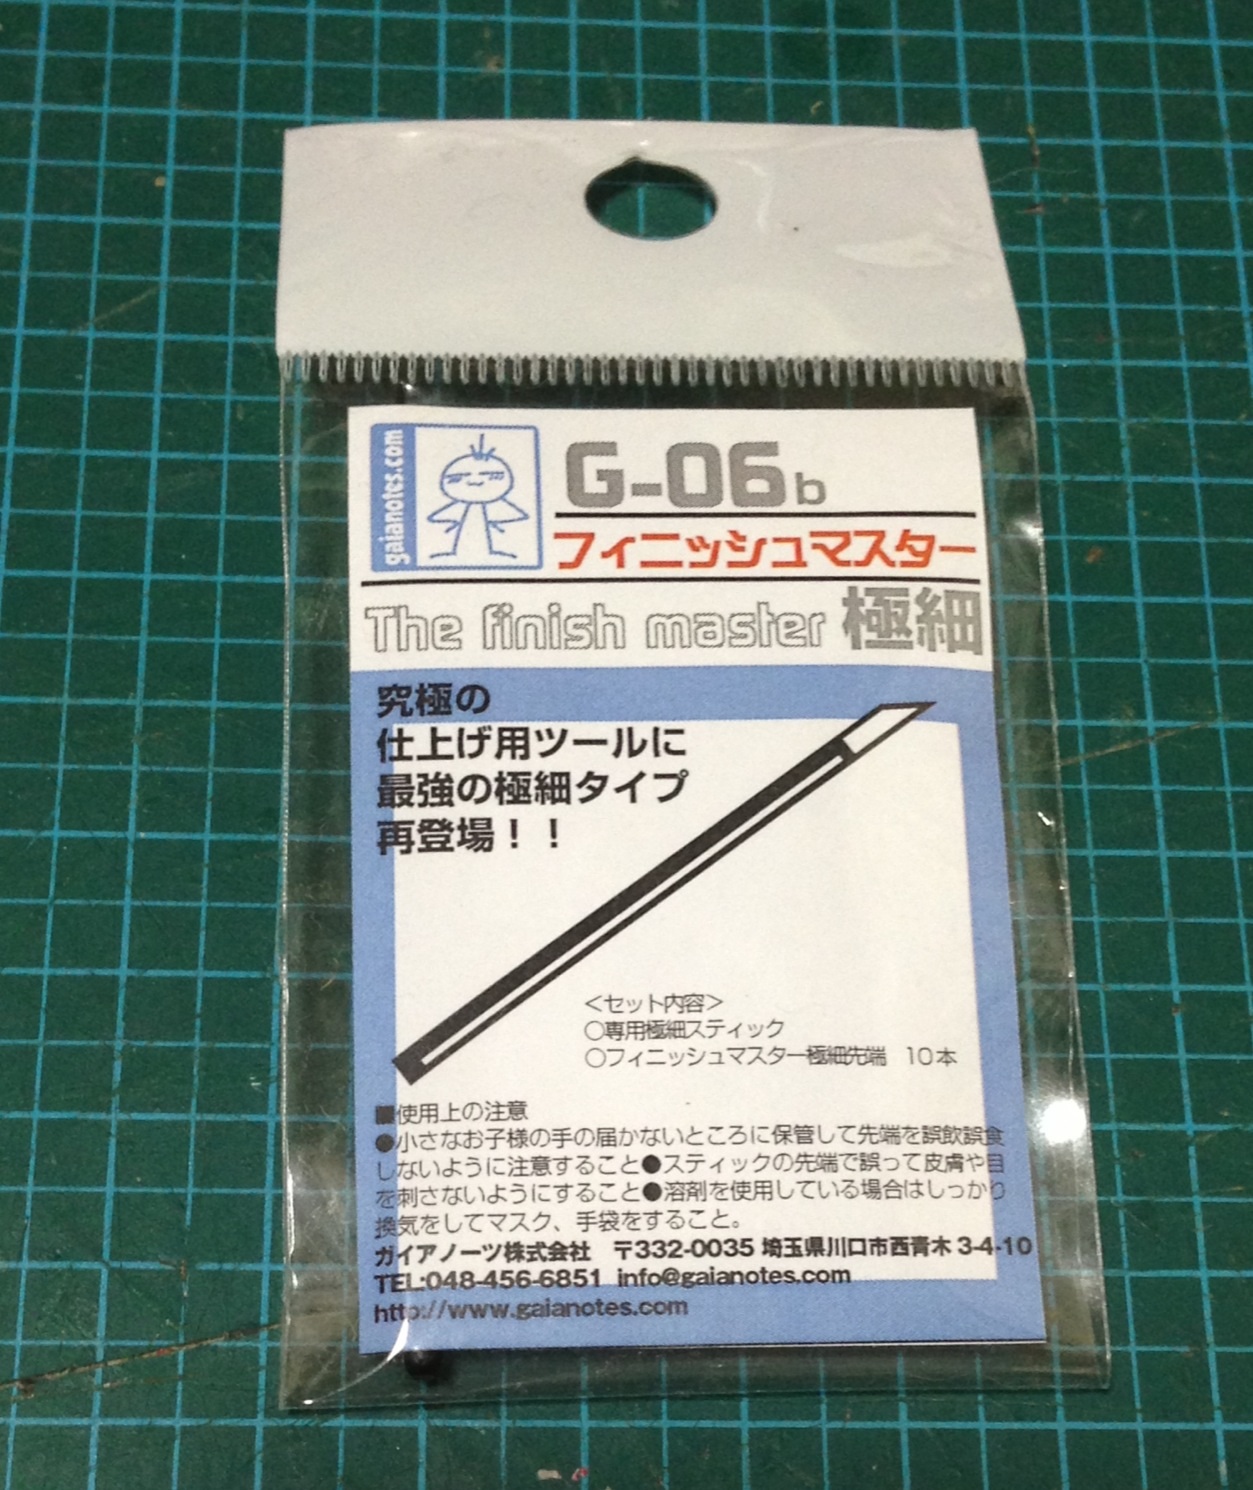 gaianotes.com
G-06b
フィニッシュマスター
The finish master 極細
究極の
仕上げ用ツールに
最強の極細タイプ
再登場！！
＜セット内容＞
○専用極細スティック
○フィニッシュマスター極細先端　10本
■使用上の注意
●小さなお子様の手の届かないところに保管して先端を誤飲誤食
しないように注意すること●スティックの先端で誤って皮膚や目
を刺さないようにすること●溶剤を使用している場合はしっかり
換気をしてマスク、手袋をすること。
ガイアノーツ株式会社　〒332-0035 埼玉県川口市西青木 3-4-10
TEL:048-456-6851 info@gaianotes.com
http://www.gaianotes.com